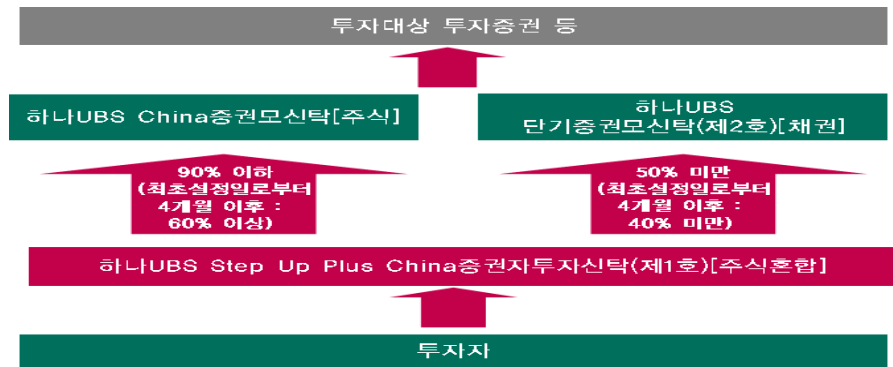 투자대상 투자증권 등
하나UBS China증권모신탁[주식]
하나UBS
단기증권모신탁(제2호)[채권]
90% 이하
(최초설정일로부터
4개월 이후 :
60% 이상)
50% 미만
(최초설정일로부터
4개월 이후 :
40% 미만)
하나UBS Step Up Plus China증권자투자신탁(제1호)[주식혼합]
투자자